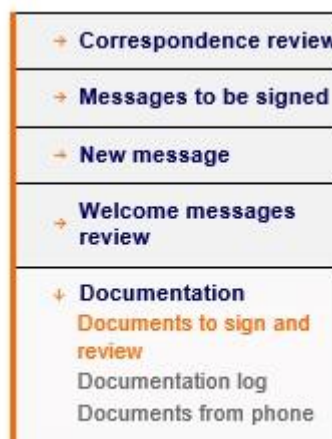 Correspondence review
Messages to be signed
New message
Welcome messages
review
Documentation
Documents to sign and
review
Documentation log
Documents from phone